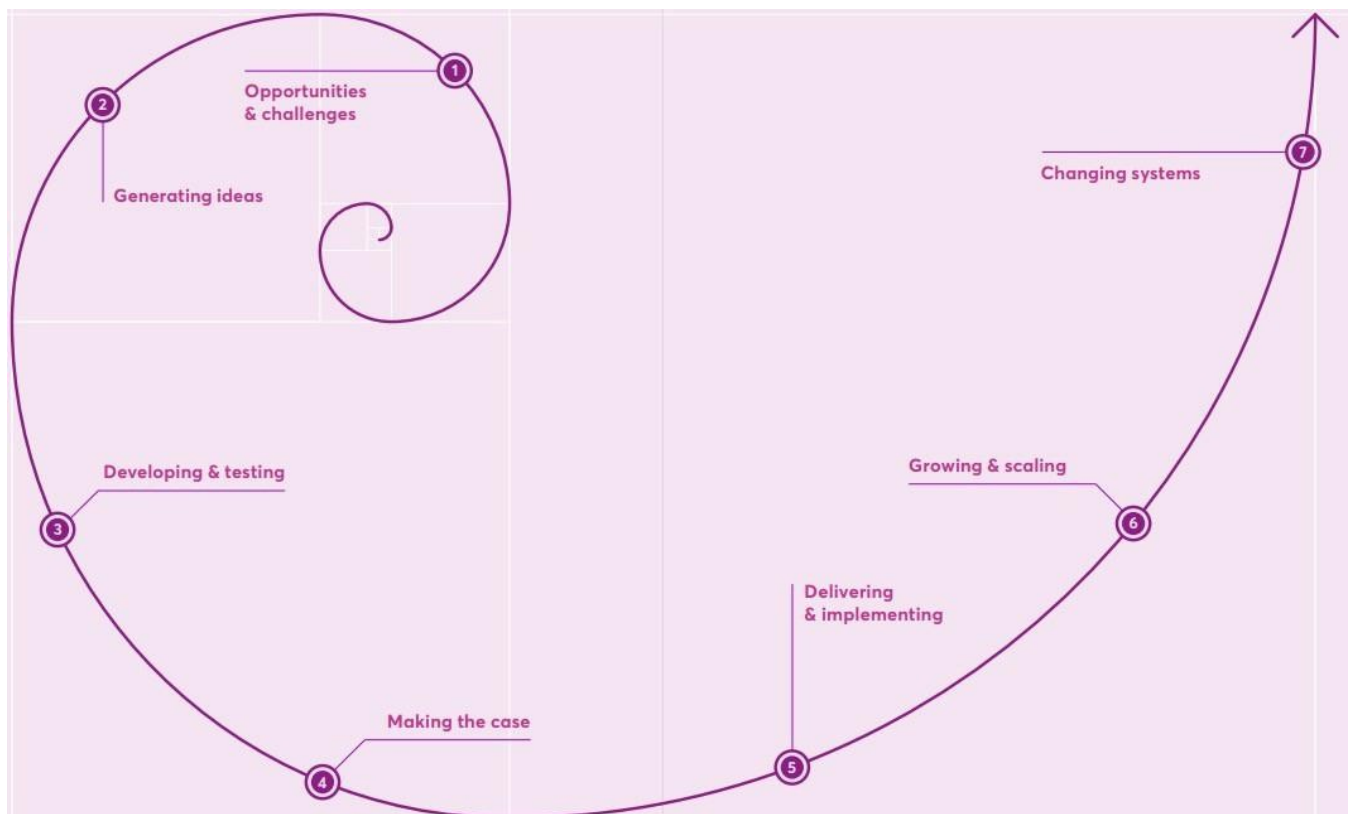 1
Opportunities
& challenges
2
Generating ideas
3
Developing & testing
4
Making the case
5
Delivering
& implementing
6
Growing & scaling
7
Changing systems